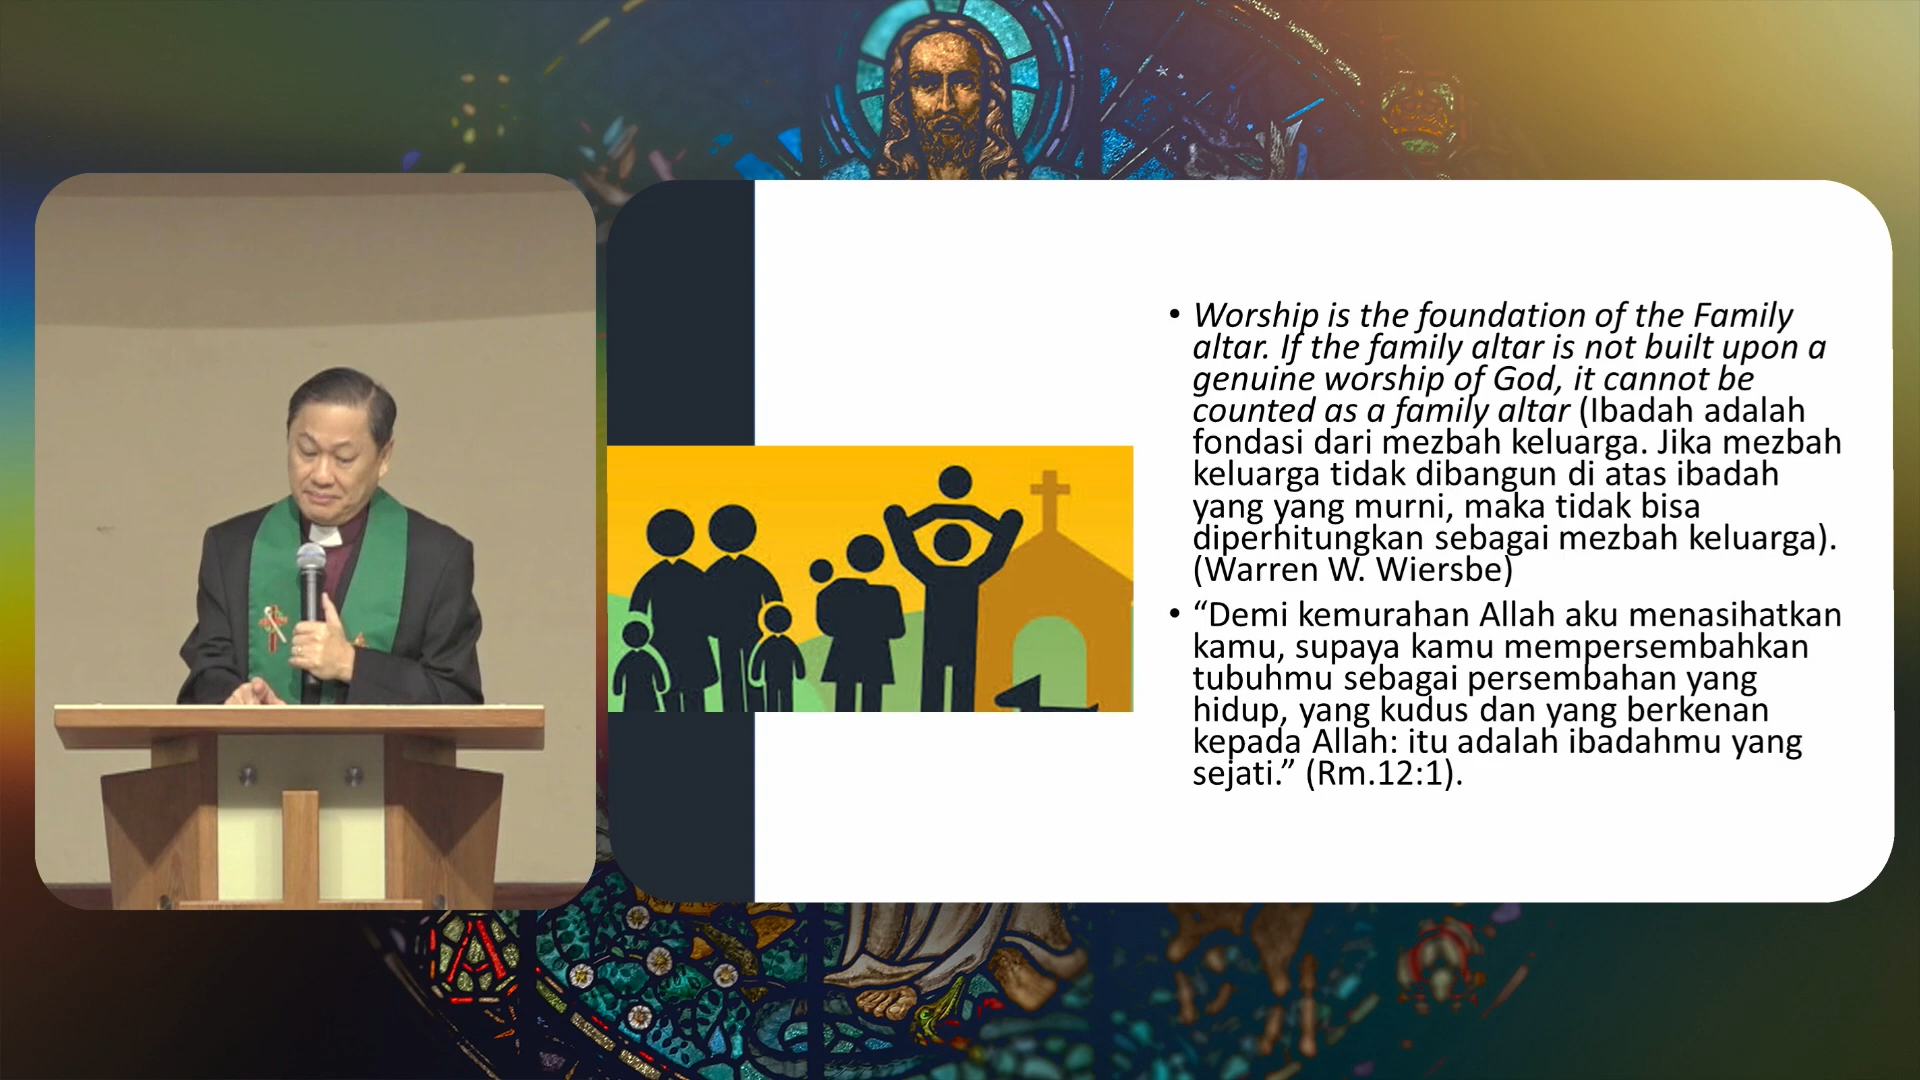 • Worship is the foundation of the Family
altar. If the family altar is not built upon a
genuine worship of God, it cannot be
counted as a family altar (Ibadah adalah
fondasi dari mezbah keluarga. Jika mezbah
keluarga tidak dibangun di atas ibadah
yang yang murni, maka tidak bisa
diperhitungkan sebagai mezbah keluarga).
(Warren W. Wiersbe)
• “Demi kemurahan Allah aku menasihatkan
kamu, supaya kamu mempersembahkan
tubuhmu sebagai persembahan yang
hidup, yang kudus dan yang berkenan
kepada Allah: itu adalah ibadahmu yang
sejati.” (Rm.12:1).